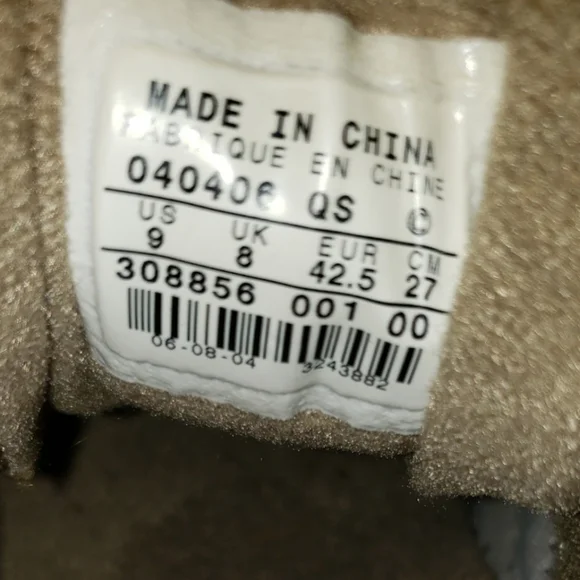 MADE IN CHINA
FABRIQUE EN CHINE
040406 QS ©
US UK EUR CM
9 8 42.5 27
308856 001 00
06-08-04 3243882